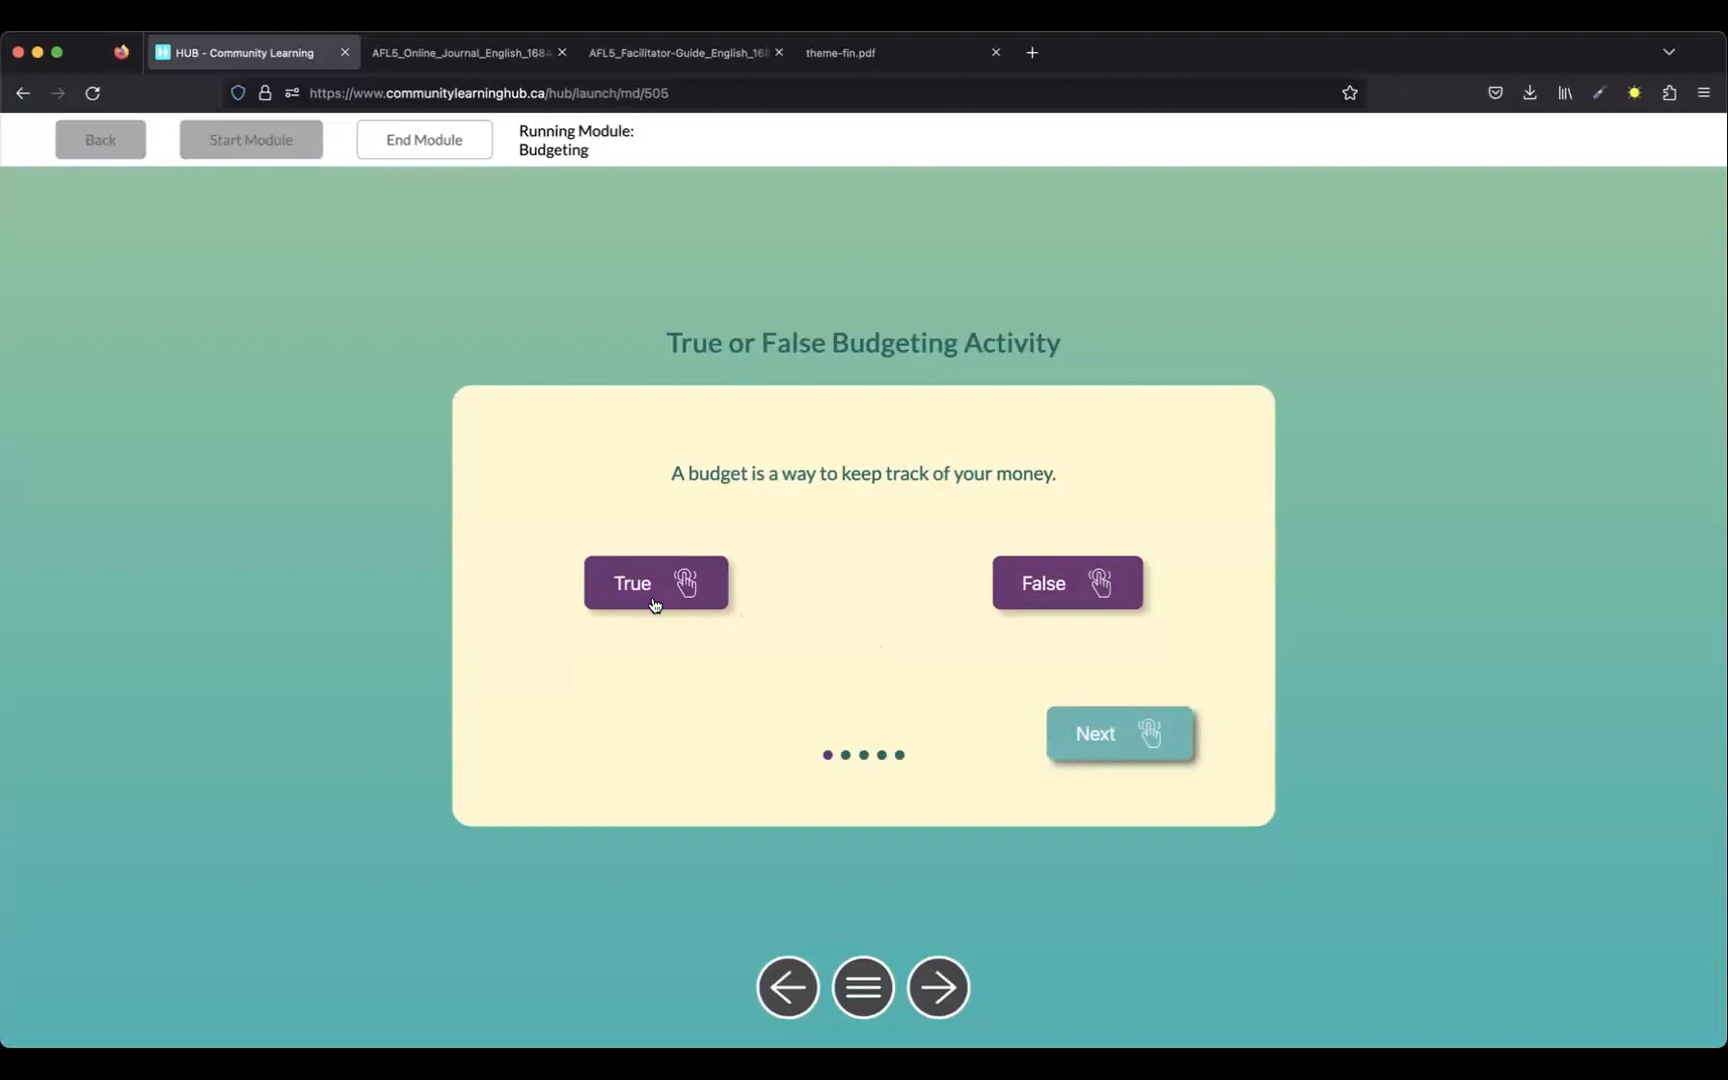 HUB - Community Learning
AFL5_Online_Journal_English_168
AFL5_Facilitator-Guide_English_168
theme-fin.pdf
https://www.communitylearninghub.ca/hub/launch/md/505
Back
Start Module
End Module
Running Module:
Budgeting
True or False Budgeting Activity
A budget is a way to keep track of your money.
True
False
Next